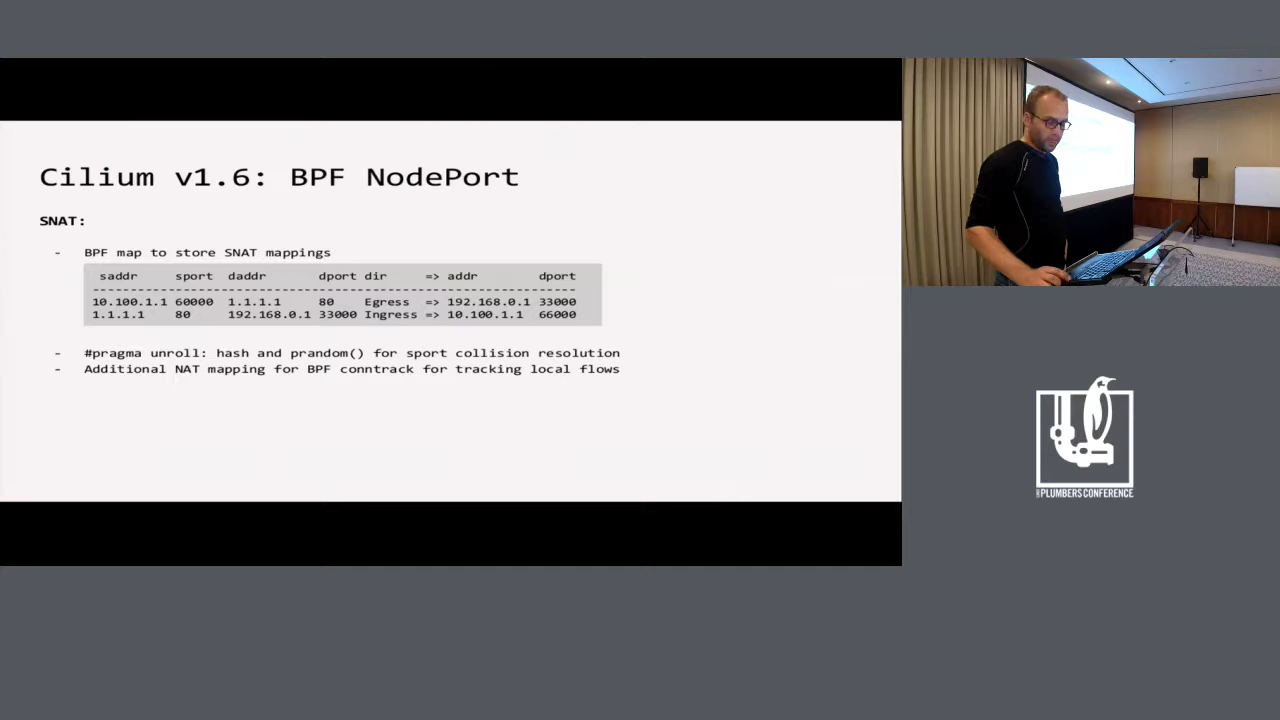 Cilium v1.6: BPF NodePort
SNAT:
- BPF map to store SNAT mappings
saddr sport daddr dport dir => addr dport
---------------------------------------------------------------
10.100.1.1 60000 1.1.1.1 80 Egress => 192.168.0.1 33000
1.1.1.1 80 192.168.0.1 33000 Ingress => 10.100.1.1 66000
- #pragma unroll: hash and prandom() for sport collision resolution
- Additional NAT mapping for BPF conntrack for tracking local flows
PLUMBERS CONFERENCE